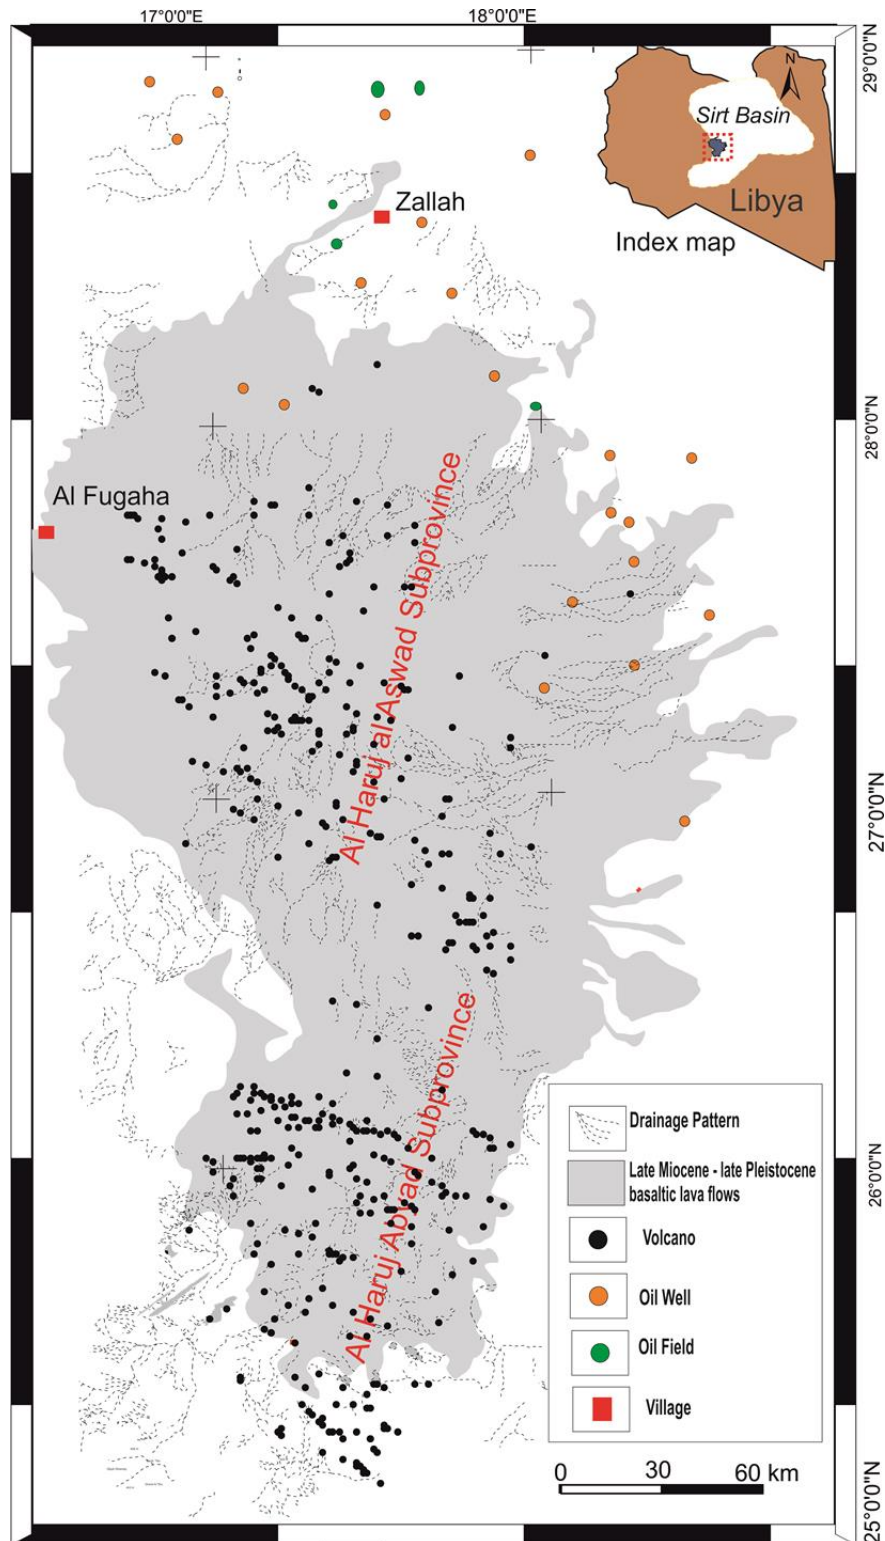 17°0'0"E
18°0'0"E
29°0'0"N
N
Sirt Basin
Libya
Index map
Zallah
28°0'0"N
Al Fugaha
Al Haruj al Aswad Subprovince
27°0'0"N
Al Haruj Abyad Subprovince
26°0'0"N
Drainage Pattern
Late Miocene - late Pleistocene
basaltic lava flows
Volcano
Oil Well
Oil Field
Village
0 30 60 km
25°0'0"N